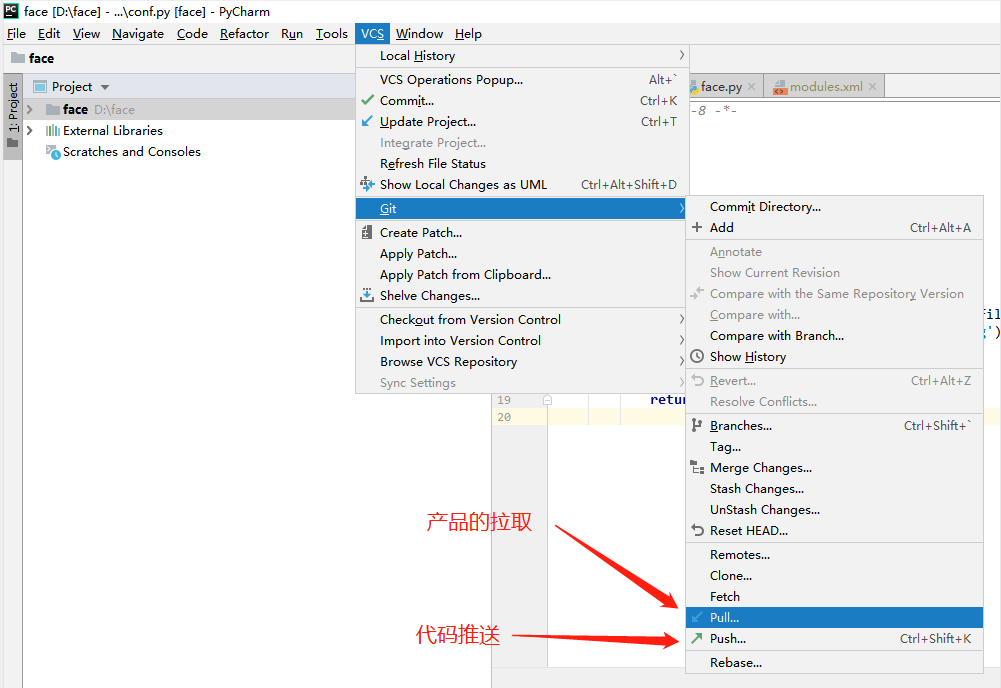 face [D:\face] - ...\conf.py [face] - PyCharm
File Edit View Navigate Code Refactor Run Tools VCS Window Help
face
1: Project
Project
face D:\face
External Libraries
Scratches and Consoles
Local History
VCS Operations Popup... Alt+`
Commit... Ctrl+K
Update Project... Ctrl+T
Integrate Project...
Refresh File Status
Show Local Changes as UML Ctrl+Alt+Shift+D
Git
Create Patch...
Apply Patch...
Apply Patch from Clipboard...
Shelve Changes...
Checkout from Version Control
Import into Version Control
Browse VCS Repository
Sync Settings
face.py
modules.xml
-8 -*-
Commit Directory...
Add Ctrl+Alt+A
Annotate
Show Current Revision
Compare with the Same Repository Version
Compare with...
Compare with Branch...
Show History
Revert... Ctrl+Alt+Z
Resolve Conflicts...
Branches... Ctrl+Shift+`
Tag...
Merge Changes...
Stash Changes...
UnStash Changes...
Reset HEAD...
Remotes...
Clone...
Fetch
Pull...
Push... Ctrl+Shift+K
Rebase...
19 retur
20
产品的拉取
代码推送